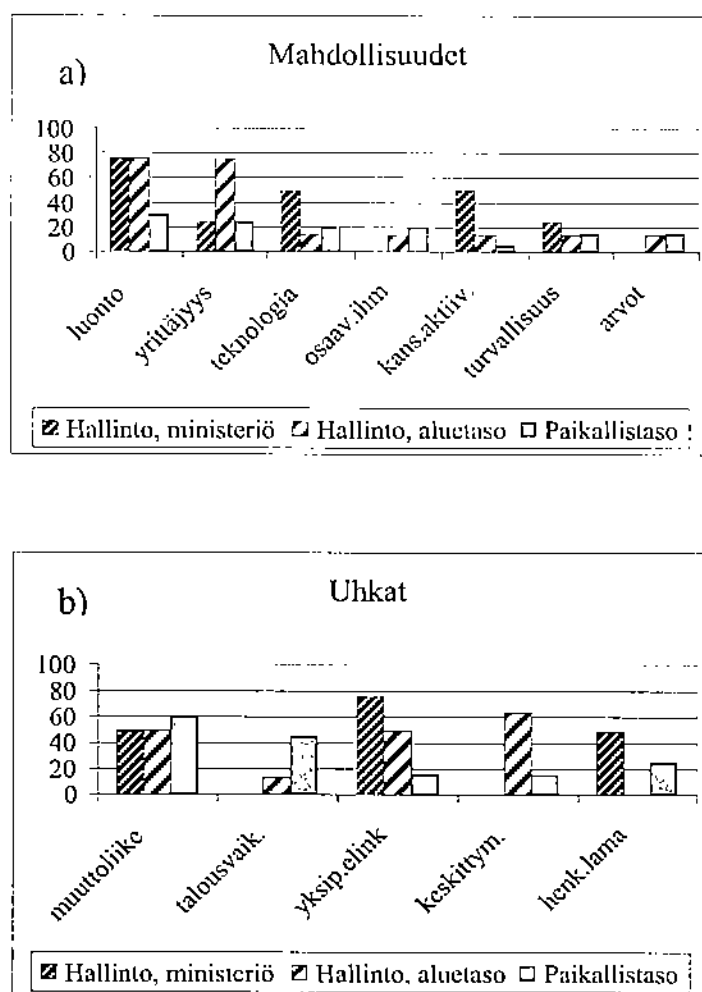 a)
Mahdollisuudet
100
80
60
40
20
0
luonto
yrittäjyys
teknologia
osaav.ihm
kans.aktiiv.
turvallisuus
arvot
Hallinto, ministeriö Hallinto, aluetaso Paikallistaso
b)
Uhkat
100
80
60
40
20
0
muuttoliike
talousvaik.
yksip.elink
keskittym.
henk.lama
Hallinto, ministeriö Hallinto, aluetaso Paikallistaso